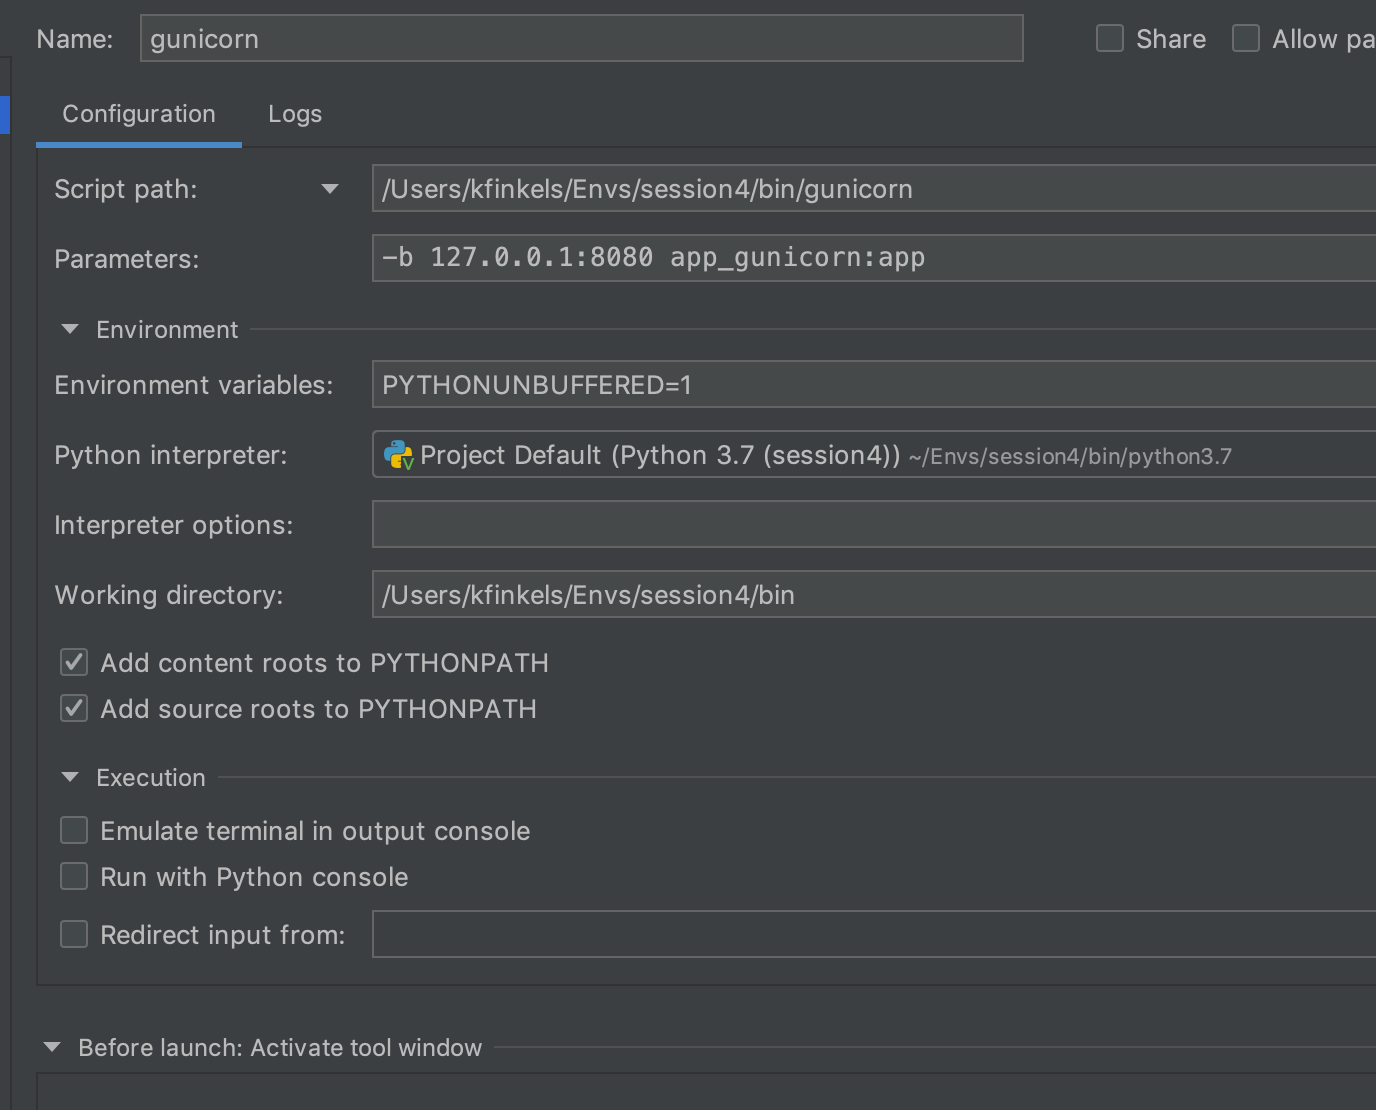 Name: gunicorn Share Allow pa
Configuration Logs
Script path: /Users/kfinkels/Envs/session4/bin/gunicorn
Parameters: -b 127.0.0.1:8080 app_gunicorn:app
Environment
Environment variables: PYTHONUNBUFFERED=1
Python interpreter: Project Default (Python 3.7 (session4)) ~/Envs/session4/bin/python3.7
Interpreter options:
Working directory: /Users/kfinkels/Envs/session4/bin
Add content roots to PYTHONPATH
Add source roots to PYTHONPATH
Execution
Emulate terminal in output console
Run with Python console
Redirect input from:
Before launch: Activate tool window